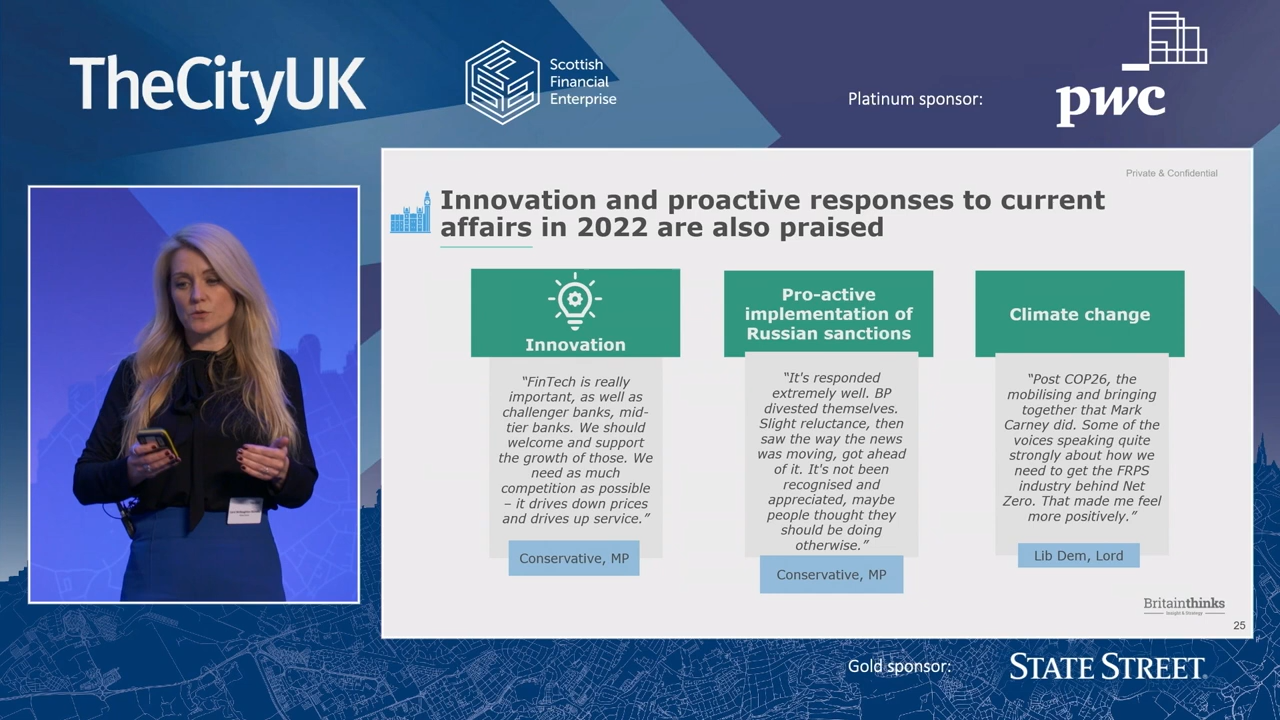 TheCityUK
Scottish
Financial
Enterprise
Platinum sponsor:
pwc
Private & Confidential
Innovation and proactive responses to current
affairs in 2022 are also praised
Innovation
“FinTech is really
important, as well as
challenger banks, mid-
tier banks. We should
welcome and support
the growth of those. We
need as much
competition as possible
– it drives down prices
and drives up service.”
Conservative, MP
Pro-active
implementation of
Russian sanctions
“It's responded
extremely well. BP
divested themselves.
Slight reluctance, then
saw the way the news
was moving, got ahead
of it. It's not been
recognised and
appreciated, maybe
people thought they
should be doing
otherwise.”
Conservative, MP
Climate change
“Post COP26, the
mobilising and bringing
together that Mark
Carney did. Some of the
voices speaking quite
strongly about how we
need to get the FRPS
industry behind Net
Zero. That made me feel
more positively.”
Lib Dem, Lord
Britainthinks
Insight & Strategy
25
Gold sponsor:
STATE STREET